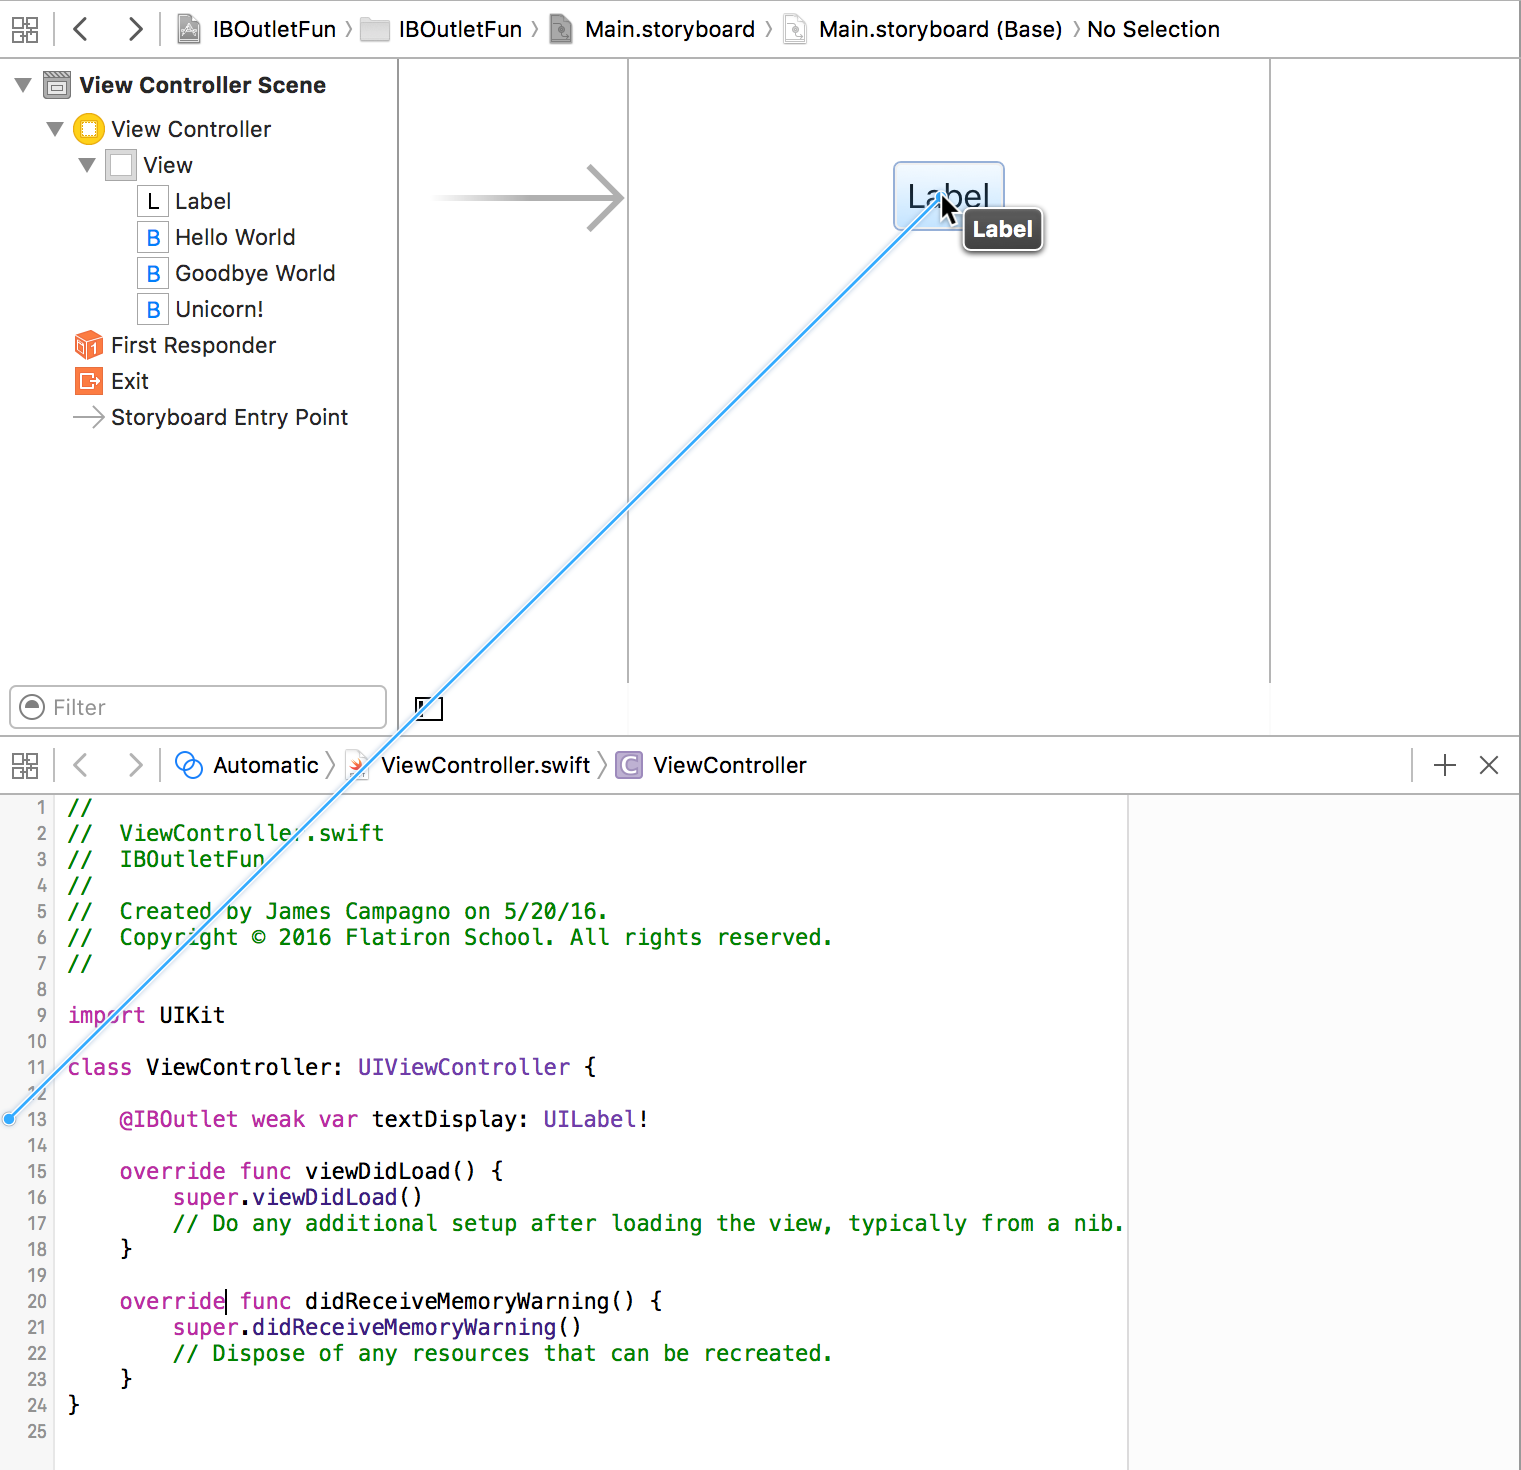 IBOutletFun 〉 IBOutletFun 〉 Main.storyboard 〉 Main.storyboard (Base) 〉 No Selection
View Controller Scene
View Controller
View
L Label
B Hello World
B Goodbye World
B Unicorn!
1 First Responder
Exit
Storyboard Entry Point
Label
Label
Filter
Automatic 〉 ViewController.swift 〉 C ViewController
1 //
2 //  ViewController.swift
3 //  IBOutletFun
4 //
5 //  Created by James Campagno on 5/20/16.
6 //  Copyright © 2016 Flatiron School. All rights reserved.
7 //
8
9 import UIKit
10
11 class ViewController: UIViewController {
12
13     @IBOutlet weak var textDisplay: UILabel!
14
15     override func viewDidLoad() {
16         super.viewDidLoad()
17         // Do any additional setup after loading the view, typically from a nib.
18     }
19
20     override func didReceiveMemoryWarning() {
21         super.didReceiveMemoryWarning()
22         // Dispose of any resources that can be recreated.
23     }
24 }
25